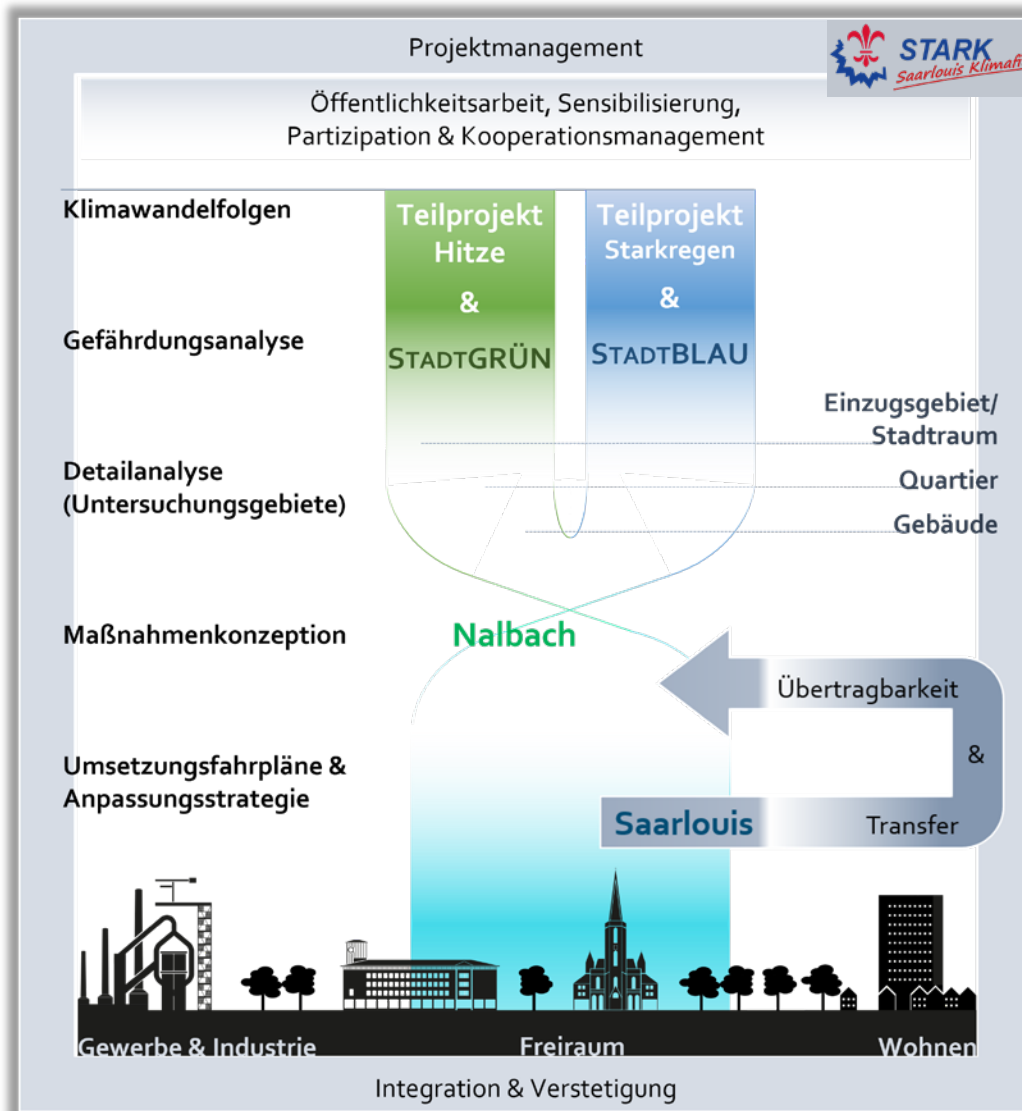 Projektmanagement
STARK
Saarlouis Klimafi
Öffentlichkeitsarbeit, Sensibilisierung,
Partizipation & Kooperationsmanagement
Klimawandelfolgen
Teilprojekt
Hitze
&
STADTGRÜN
Teilprojekt
Starkregen
&
STADTBLAU
Gefährdungsanalyse
Einzugsgebiet/
Stadtraum
Detailanalyse
(Untersuchungsgebiete)
Quartier
Gebäude
Maßnahmenkonzeption
Nalbach
Übertragbarkeit
&
Umsetzungsfahrpläne &
Anpassungsstrategie
Saarlouis
Transfer
Gewerbe & Industrie
Freiraum
Wohnen
Integration & Verstetigung